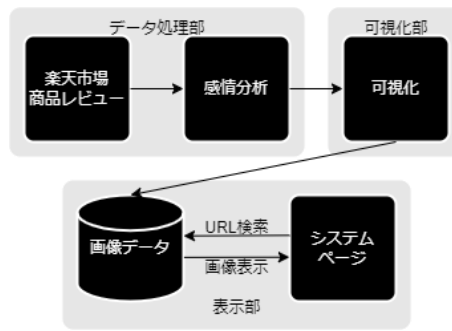 データ処理部
可視化部
楽天市場
商品レビュー
感情分析
可視化
画像データ
URL検索
画像表示
システム
ページ
表示部